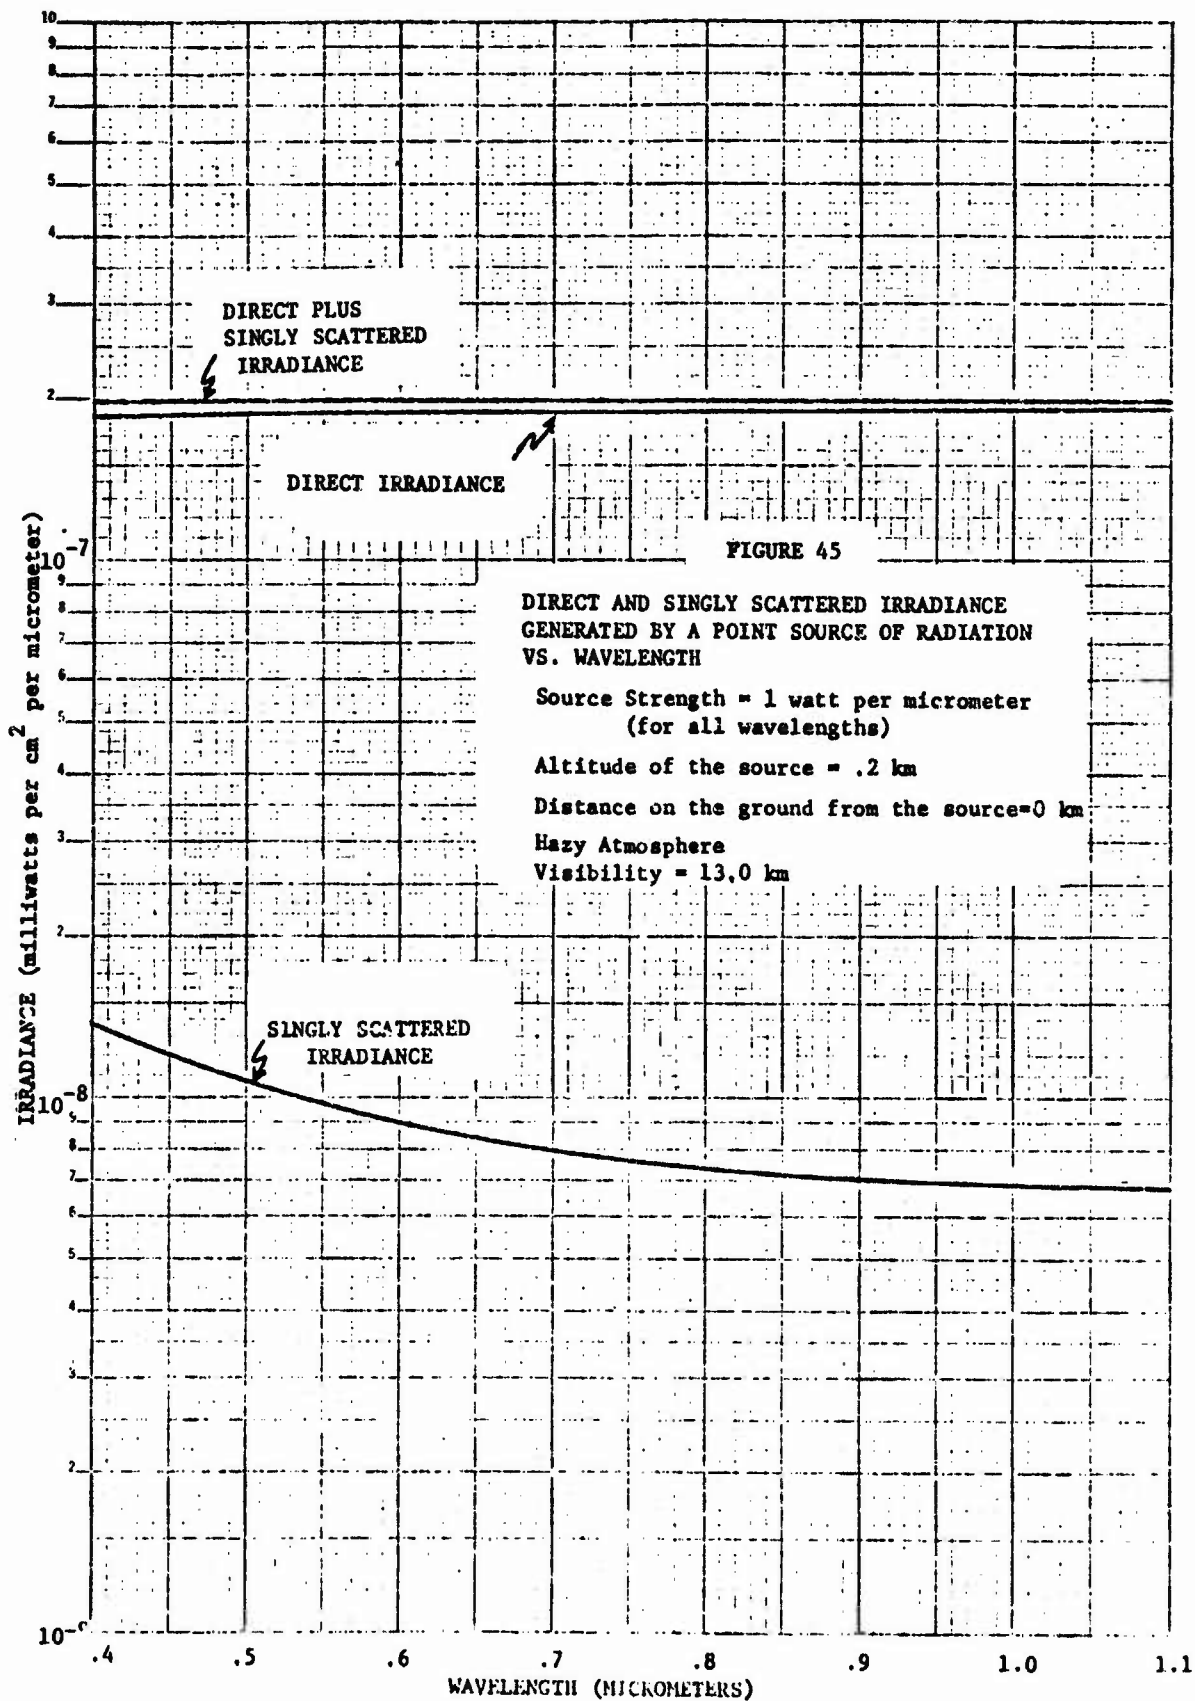 10
9
8
7
6
5
4
3
DIRECT PLUS
SINGLY SCATTERED
IRRADIANCE
2
DIRECT IRRADIANCE
10-7
FIGURE 45
9
8
7
6
5
4
3
2
DIRECT AND SINGLY SCATTERED IRRADIANCE
GENERATED BY A POINT SOURCE OF RADIATION
VS. WAVELENGTH
Source Strength = 1 watt per micrometer
(for all wavelengths)
Altitude of the source = .2 km
Distance on the ground from the source=0 km
Hazy Atmosphere
Visibility = 13.0 km
IRRADIANCE (milliwatts per cm2 per micrometer)
SINGLY SCATTERED
IRRADIANCE
10-8
9
8
7
6
5
4
3
2
.4 .5 .6 .7 .8 .9 1.0 1.1
WAVELENGTH (MICROMETERS)